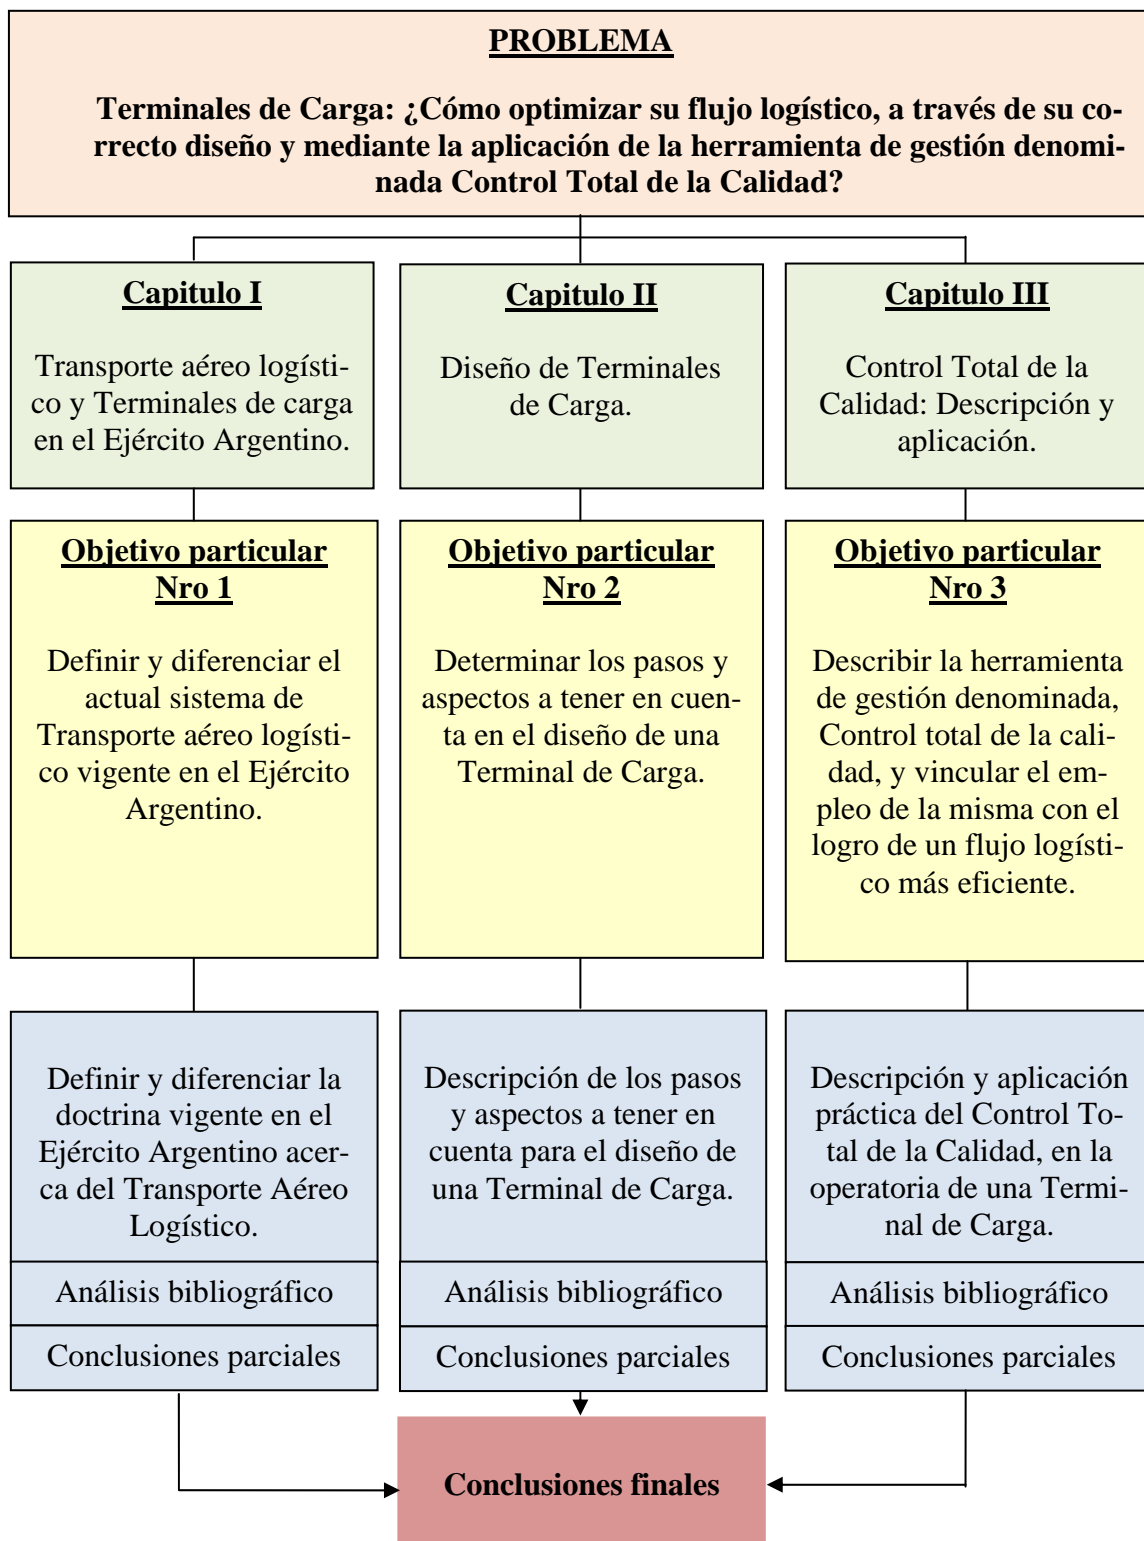 PROBLEMA
Terminales de Carga: ¿Cómo optimizar su flujo logístico, a través de su co-
rrecto diseño y mediante la aplicación de la herramienta de gestión denomi-
nada Control Total de la Calidad?
Capitulo I
Transporte aéreo logísti-
co y Terminales de carga
en el Ejército Argentino.
Capitulo II
Diseño de Terminales
de Carga.
Capitulo III
Control Total de la
Calidad: Descripción y
aplicación.
Objetivo particular
Nro 1
Definir y diferenciar el
actual sistema de
Transporte aéreo logísti-
co vigente en el Ejército
Argentino.
Objetivo particular
Nro 2
Determinar los pasos y
aspectos a tener en cuen-
ta en el diseño de una
Terminal de Carga.
Objetivo particular
Nro 3
Describir la herramienta
de gestión denominada,
Control total de la cali-
dad, y vincular el em-
pleo de la misma con el
logro de un flujo logísti-
co más eficiente.
Definir y diferenciar la
doctrina vigente en el
Ejército Argentino acer-
ca del Transporte Aéreo
Logístico.
Análisis bibliográfico
Conclusiones parciales
Descripción de los pasos
y aspectos a tener en
cuenta para el diseño de
una Terminal de Carga.
Análisis bibliográfico
Conclusiones parciales
Descripción y aplicación
práctica del Control To-
tal de la Calidad, en la
operatoria de una Termi-
nal de Carga.
Análisis bibliográfico
Conclusiones parciales
Conclusiones finales